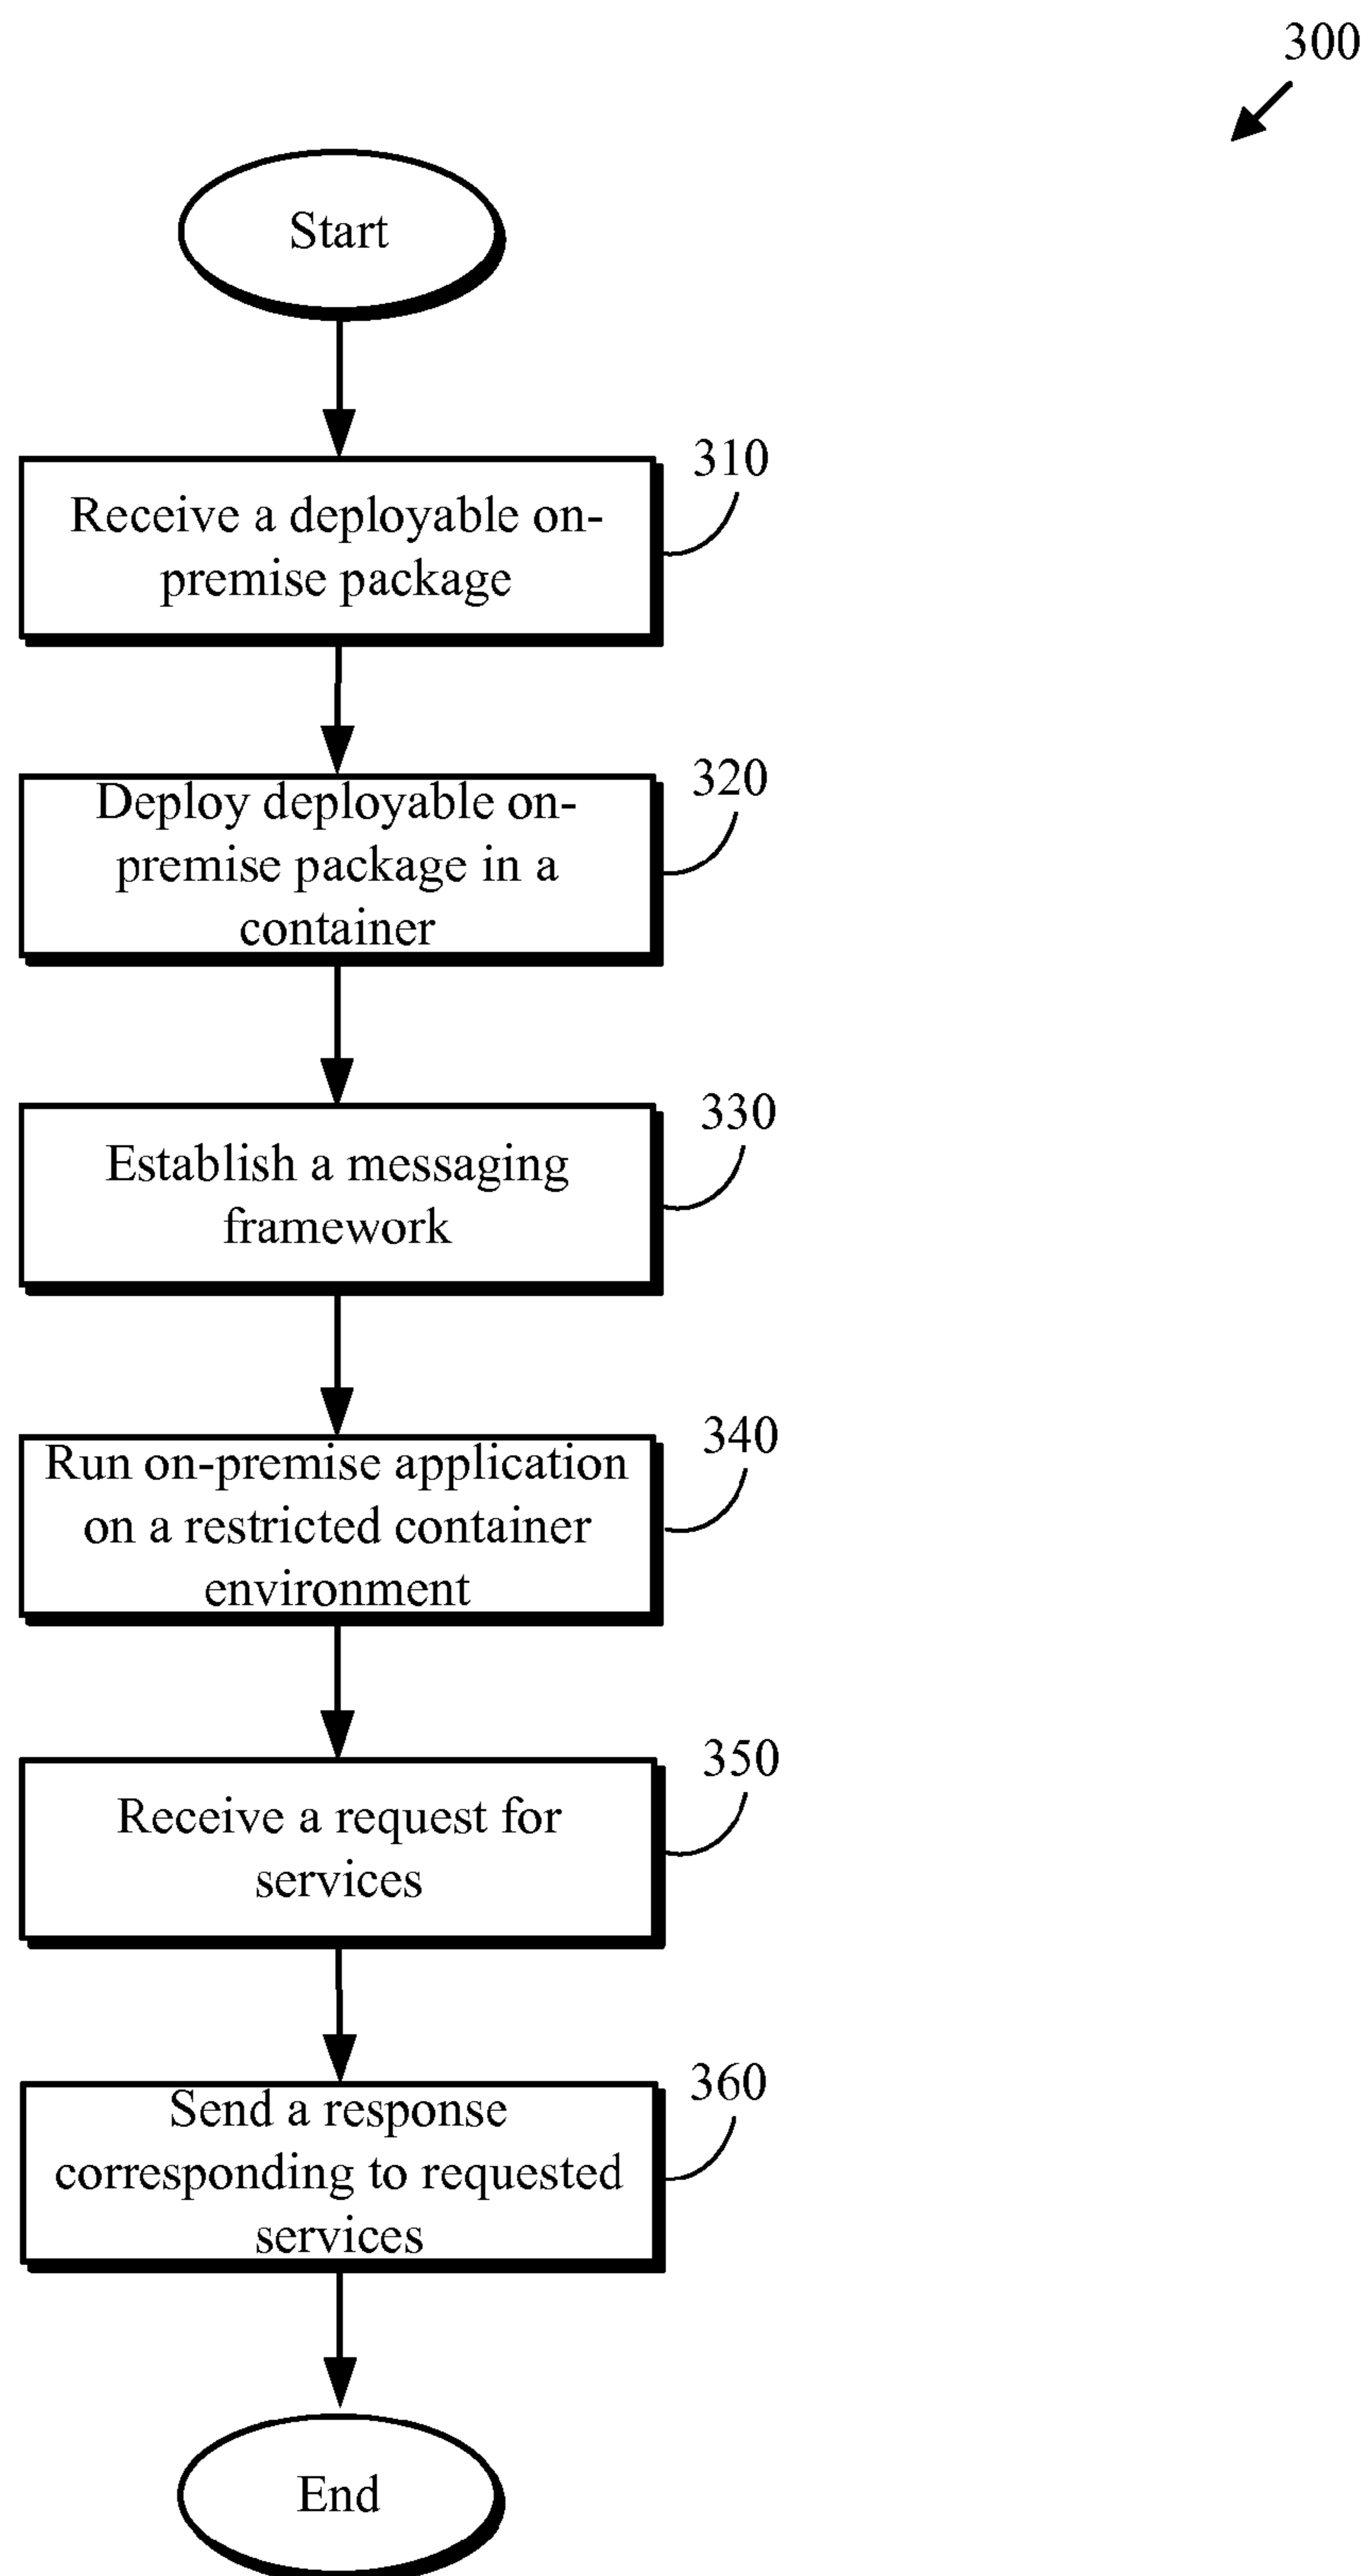 300
Start
310
Receive a deployable on-
premise package
320
Deploy deployable on-
premise package in a
container
330
Establish a messaging
framework
340
Run on-premise application
on a restricted container
environment
350
Receive a request for
services
360
Send a response
corresponding to requested
services
End